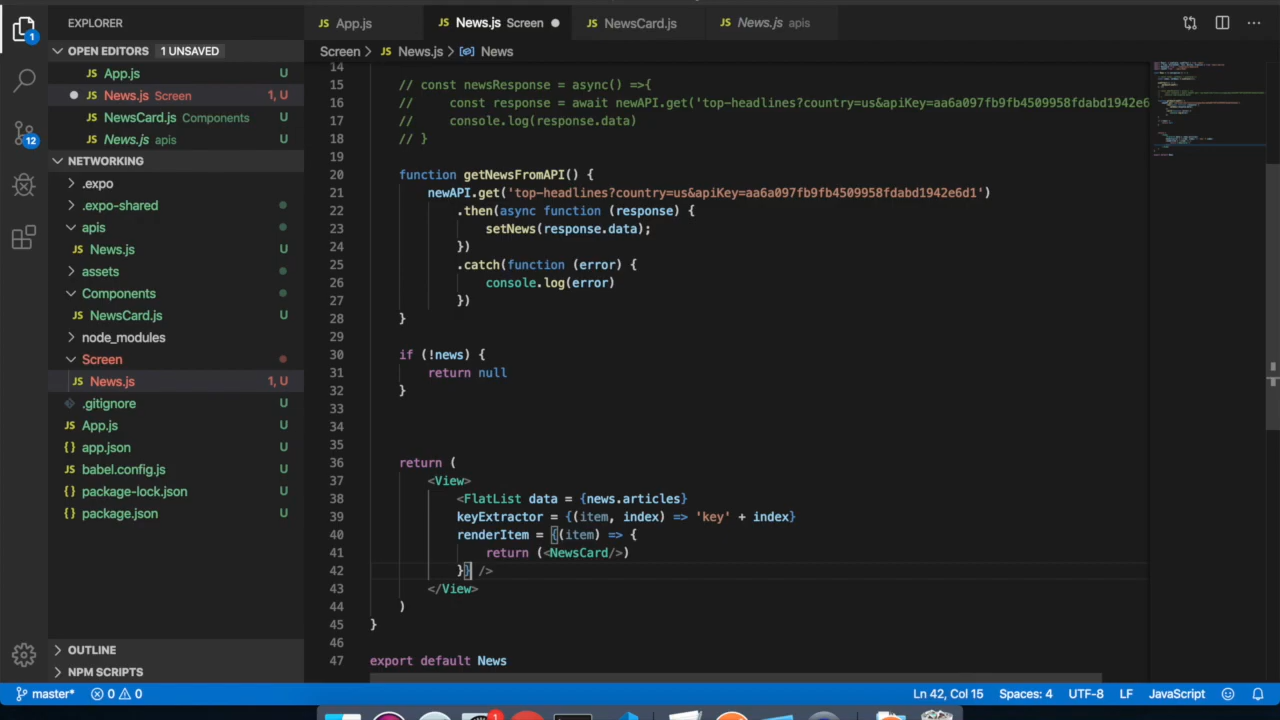 App.js
News.js Screen
NewsCard.js
News.js apis
1
EXPLORER
OPEN EDITORS 1 UNSAVED
App.js U
News.js Screen 1, U
NewsCard.js Components U
News.js apis U
12
NETWORKING
.expo
.expo-shared
apis
News.js U
assets
Components
NewsCard.js U
node_modules
Screen
News.js 1, U
.gitignore U
App.js U
app.json U
babel.config.js U
package-lock.json U
package.json U
OUTLINE
NPM SCRIPTS
Screen > JS News.js > News
14
15 // const newsResponse = async() =>{
16 //    const response = await newAPI.get('top-headlines?country=us&apiKey=aa6a097fb9fb4509958fdabd1942e6
17 //    console.log(response.data)
18 // }
19
20 function getNewsFromAPI() {
21 newAPI.get('top-headlines?country=us&apiKey=aa6a097fb9fb4509958fdabd1942e6d1')
22 .then(async function (response) {
23 setNews(response.data);
24 })
25 .catch(function (error) {
26 console.log(error)
27 })
28 }
29
30 if (!news) {
31 return null
32 }
33
34
35
36 return (
37 <View>
38 <FlatList data = {news.articles}
39 keyExtractor = {(item, index) => 'key' + index}
40 renderItem = {(item) => {
41 return (<NewsCard/>)
42 }} />
43 </View>
44 )
45 }
46
47 export default News
master* 0 0 Ln 42, Col 15 Spaces: 4 UTF-8 LF JavaScript
1